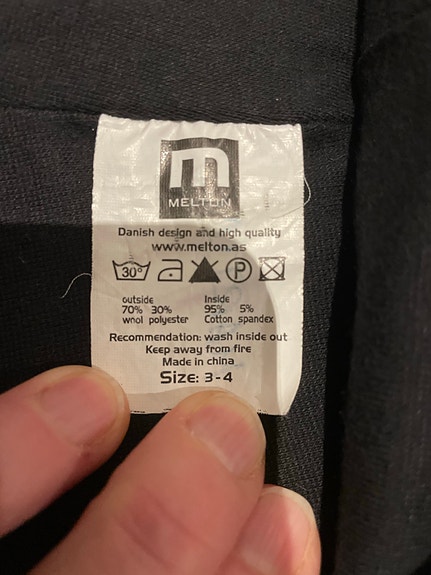 m
MELTON
Danish design and high quality
www.melton.as
30° P
outside Inside
70% 30% 95% 5%
wool polyester Cotton spandex
Recommendation: wash inside out
Keep away from fire
Made in china
Size: 3-4